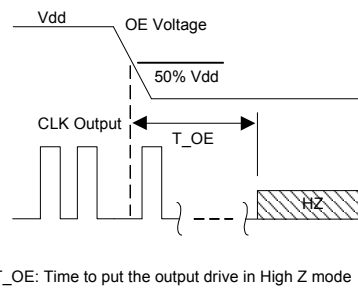 Vdd
OE Voltage
50% Vdd
CLK Output
T_OE
HZ
T_OE: Time to put the output drive in High Z mode